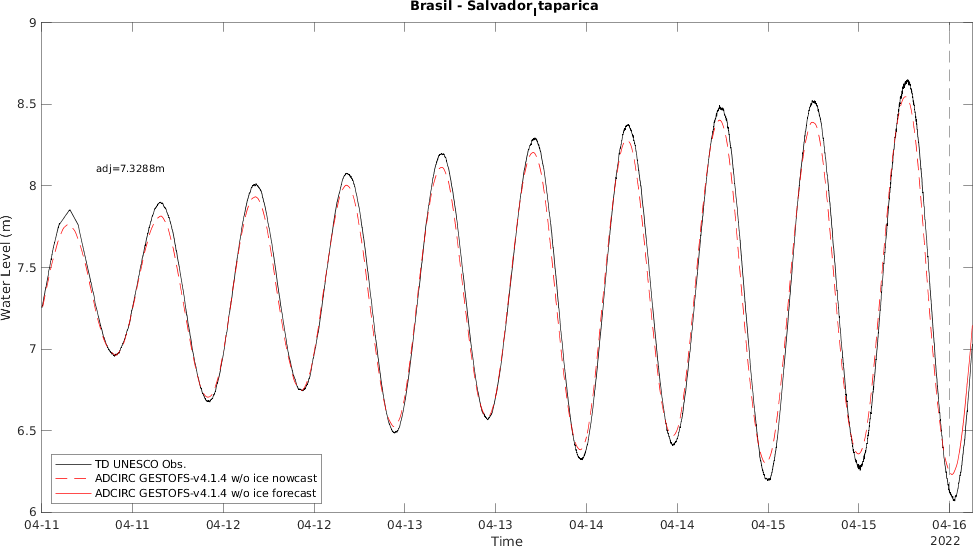 Brasil - Salvador_Itaparica
9
8.5
8
7.5
7
6.5
6
adj=7.3288m
Water Level (m)
TD UNESCO Obs.
ADCIRC GESTOFS-v4.1.4 w/o ice nowcast
ADCIRC GESTOFS-v4.1.4 w/o ice forecast
04-11 04-11 04-12 04-12 04-13 04-13 04-14 04-14 04-15 04-15 04-16
Time
2022